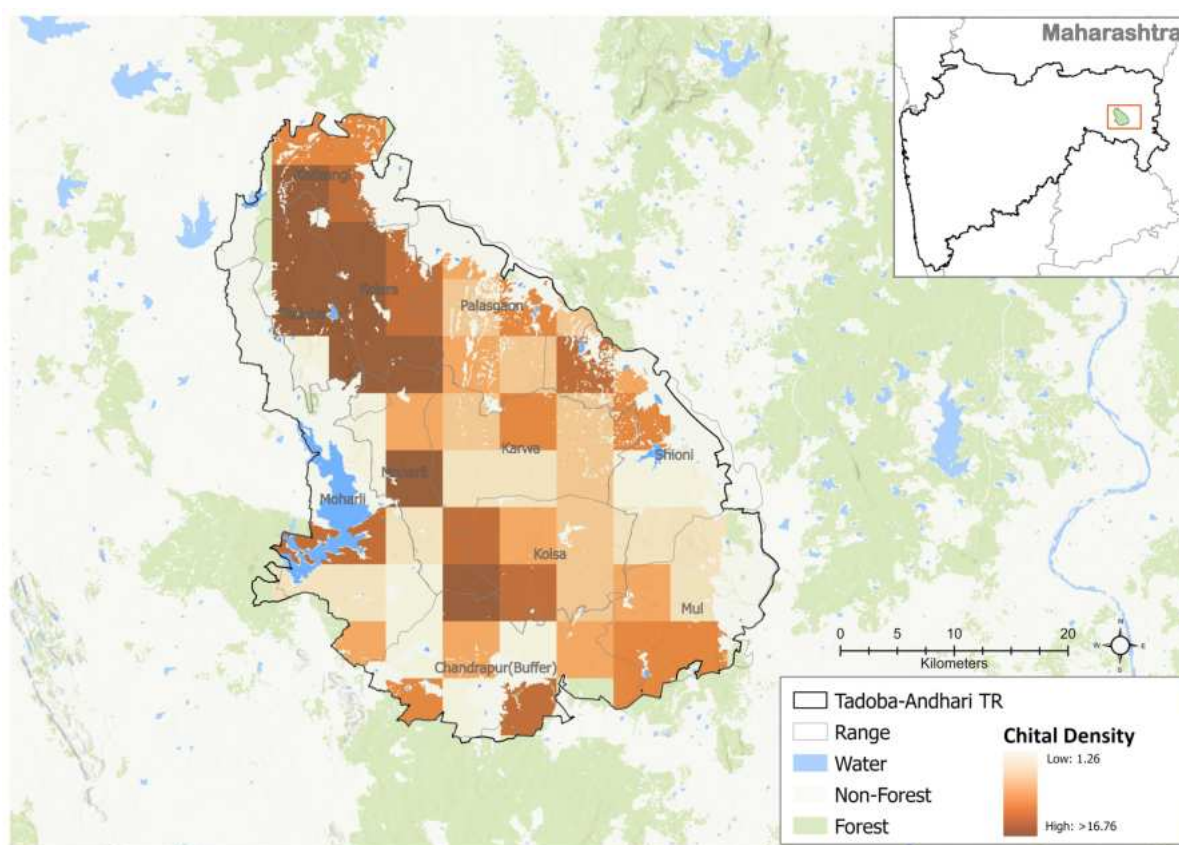 Maharashtra
Palasgaon
Karwa
Shioni
Moharli
Kolsa
Mul
Chandrapur(Buffer)
0 5 10 20
Kilometers
N
W E
S
Tadoba-Andhari TR
Range
Water
Non-Forest
Forest
Chital Density
Low: 1.26
High: >16.76